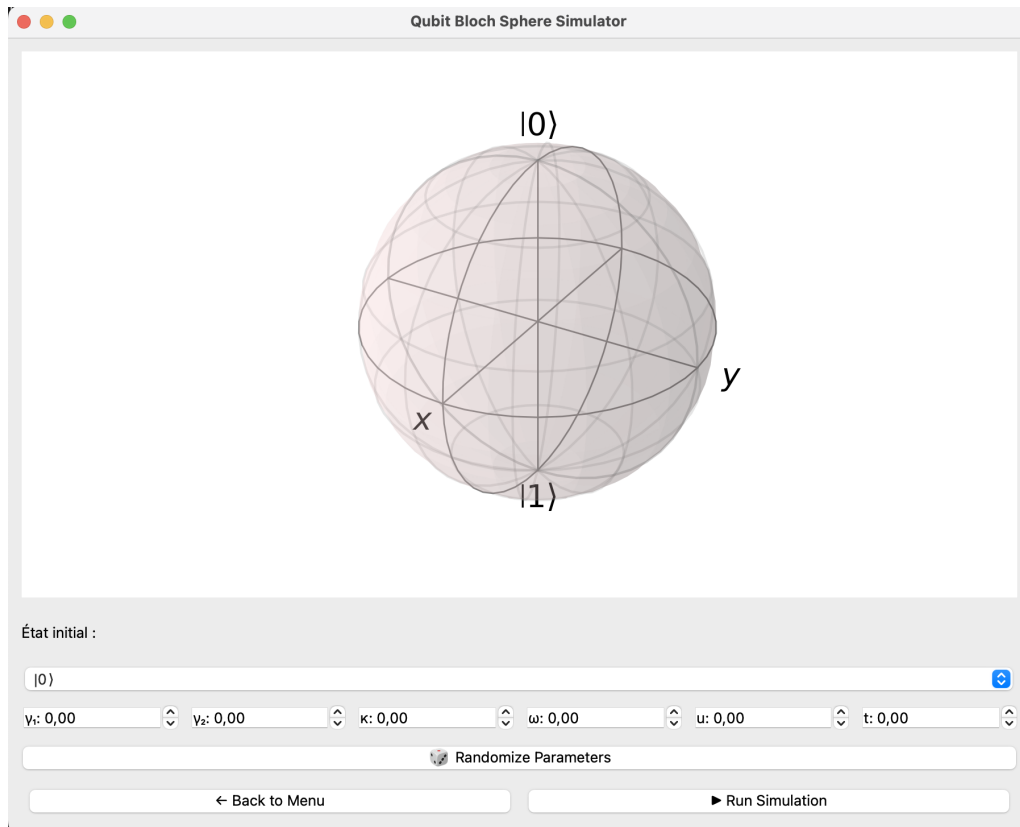 Qubit Bloch Sphere Simulator
|0⟩
y
x
|1⟩
État initial :
|0⟩
γ₁: 0,00 γ₂: 0,00 κ: 0,00 ω: 0,00 u: 0,00 t: 0,00
Randomize Parameters
← Back to Menu ▶ Run Simulation